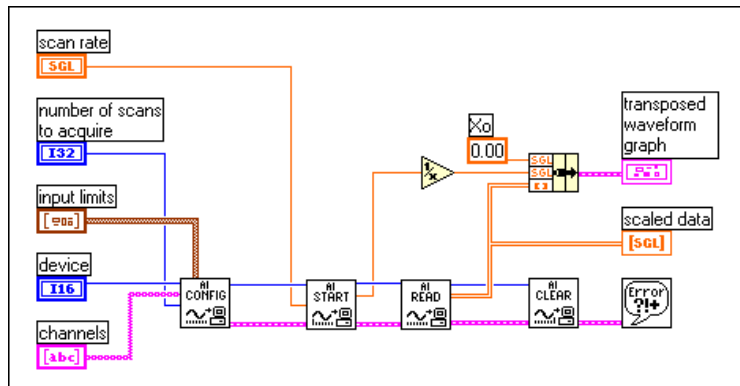 scan rate
SGL
number of scans
to acquire
I32
input limits
device
I16
channels
[abc]
AI
CONFIG
AI
START
AI
READ
AI
CLEAR
1/x
Xo
0.00
SGL
SGL
transposed
waveform
graph
scaled data
[SGL]
Error
?!+